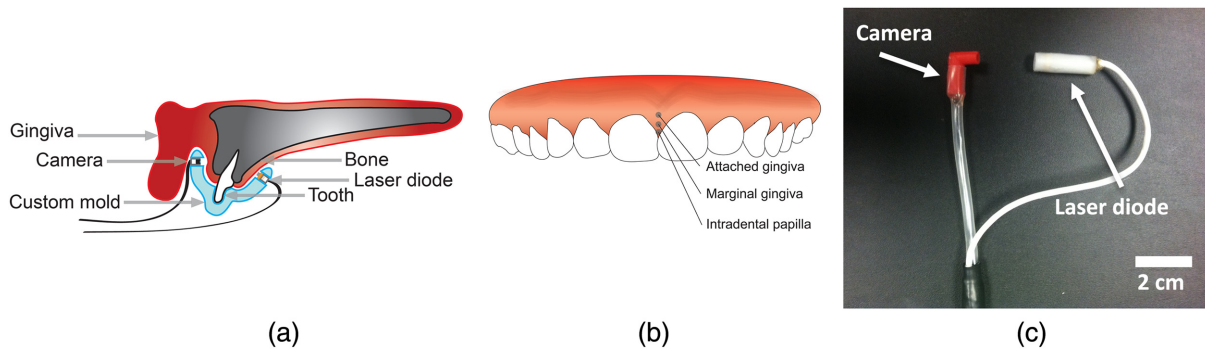 Gingiva
Camera
Custom mold
Bone
Laser diode
Tooth
(a)
Attached gingiva
Marginal gingiva
Intradental papilla
(b)
Camera
Laser diode
2 cm
(c)